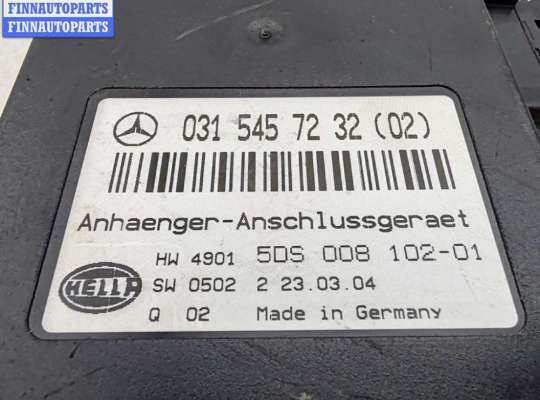 FINNAUTOPARTS
FINNAUTOPARTS
031 545 72 32 (02)
Anhaenger-Anschlussgeraet
HW 4901 5DS 008 102-01
HELLA
SW 0502 2 23.03.04
Q 02 Made in Germany